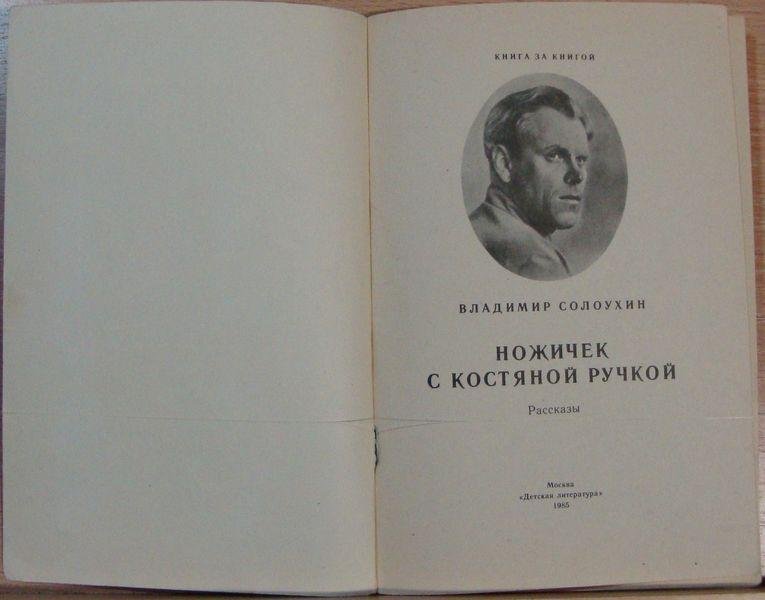 КНИГА ЗА КНИГОЙ
ВЛАДИМИР СОЛОУХИН
НОЖИЧЕК
С КОСТЯНОЙ РУЧКОЙ
Рассказы
Москва
«Детская литература»
1985